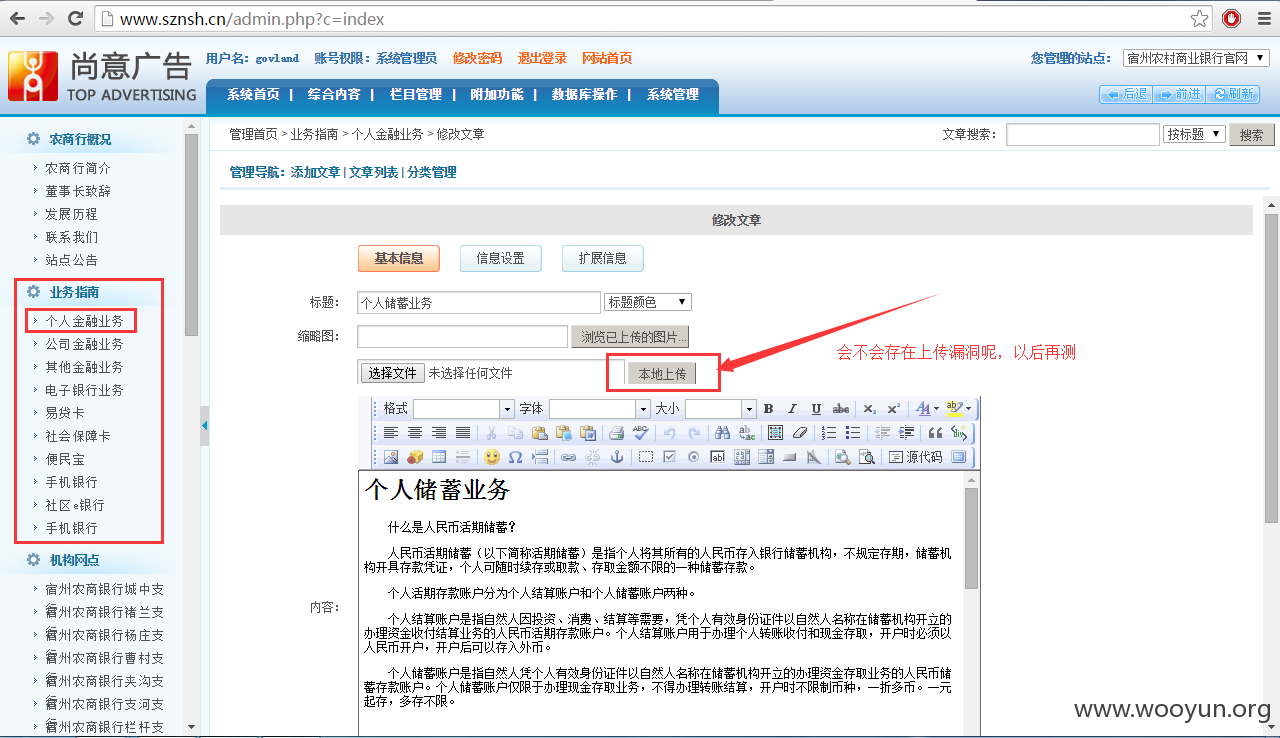 www.sznsh.cn/admin.php?c=index
尚意广告
TOP ADVERTISING
用户名：govland 账号权限：系统管理员 修改密码 退出登录 网站首页
您管理的站点： 宿州农村商业银行官网
系统首页 | 综合内容 | 栏目管理 | 附加功能 | 数据库操作 | 系统管理
后退 前进 刷新
农商行概况
农商行简介
董事长致辞
发展历程
联系我们
站点公告
业务指南
个人金融业务
公司金融业务
其他金融业务
电子银行业务
易贷卡
社会保障卡
便民宝
手机银行
社区e银行
手机银行
机构网点
宿州农商银行城中支
宿州农商银行禇兰支
宿州农商银行杨庄支
宿州农商银行曹村支
宿州农商银行夹沟支
宿州农商银行支河支
宿州农商银行栏杆支
管理首页 > 业务指南 > 个人金融业务 > 修改文章
文章搜索： 按标题 搜索
管理导航：添加文章 | 文章列表 | 分类管理
修改文章
基本信息 信息设置 扩展信息
标题： 个人储蓄业务 标题颜色
缩略图： 浏览已上传的图片...
选择文件 未选择任何文件 本地上传
会不会存在上传漏洞呢，以后再测
格式 字体 大小
源代码
内容：
个人储蓄业务
什么是人民币活期储蓄？
人民币活期储蓄（以下简称活期储蓄）是指个人将其所有的人民币存入银行储蓄机构，不规定存期，储蓄机
构开具存款凭证，个人可随时续存或取款、存取金额不限的一种储蓄存款。
个人活期存款账户分为个人结算账户和个人储蓄账户两种。
个人结算账户是指自然人因投资、消费、结算等需要，凭个人有效身份证件以自然人名称在储蓄机构开立的
办理资金收付结算业务的人民币活期存款账户。个人结算账户用于办理个人转账收付和现金存取，开户时必须以
人民币开户，开户后可以存入外币。
个人储蓄账户是指自然人凭个人有效身份证件以自然人名称在储蓄机构开立的办理资金存取业务的人民币储
蓄存款账户。个人储蓄账户仅限于办理现金存取业务，不得办理转账结算，开户时不限制币种，一折多币。一元
起存，多存不限。
www.wooyun.org